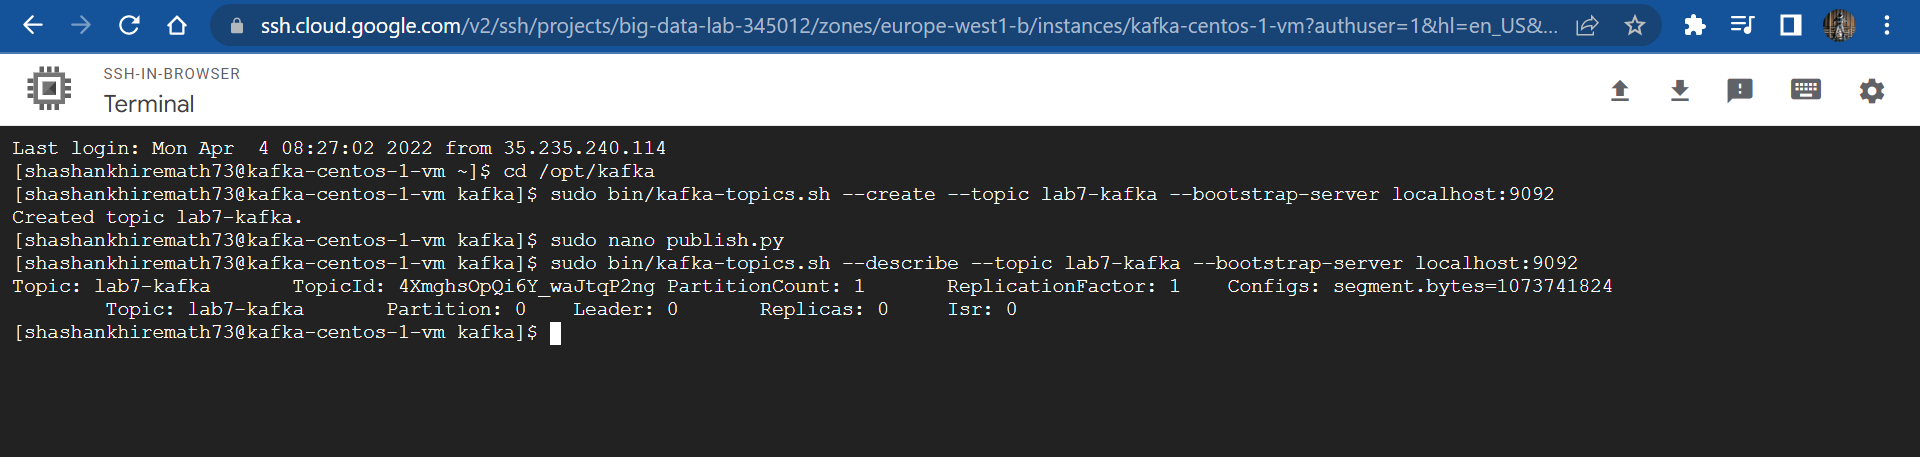 ssh.cloud.google.com/v2/ssh/projects/big-data-lab-345012/zones/europe-west1-b/instances/kafka-centos-1-vm?authuser=1&hl=en_US&...
SSH-IN-BROWSER
Terminal
Last login: Mon Apr  4 08:27:02 2022 from 35.235.240.114
[shashankhiremath73@kafka-centos-1-vm ~]$ cd /opt/kafka
[shashankhiremath73@kafka-centos-1-vm kafka]$ sudo bin/kafka-topics.sh --create --topic lab7-kafka --bootstrap-server localhost:9092
Created topic lab7-kafka.
[shashankhiremath73@kafka-centos-1-vm kafka]$ sudo nano publish.py
[shashankhiremath73@kafka-centos-1-vm kafka]$ sudo bin/kafka-topics.sh --describe --topic lab7-kafka --bootstrap-server localhost:9092
Topic: lab7-kafka       TopicId: 4XmghsOpQi6Y_waJtqP2ng PartitionCount: 1       ReplicationFactor: 1    Configs: segment.bytes=1073741824
        Topic: lab7-kafka       Partition: 0    Leader: 0       Replicas: 0     Isr: 0
[shashankhiremath73@kafka-centos-1-vm kafka]$